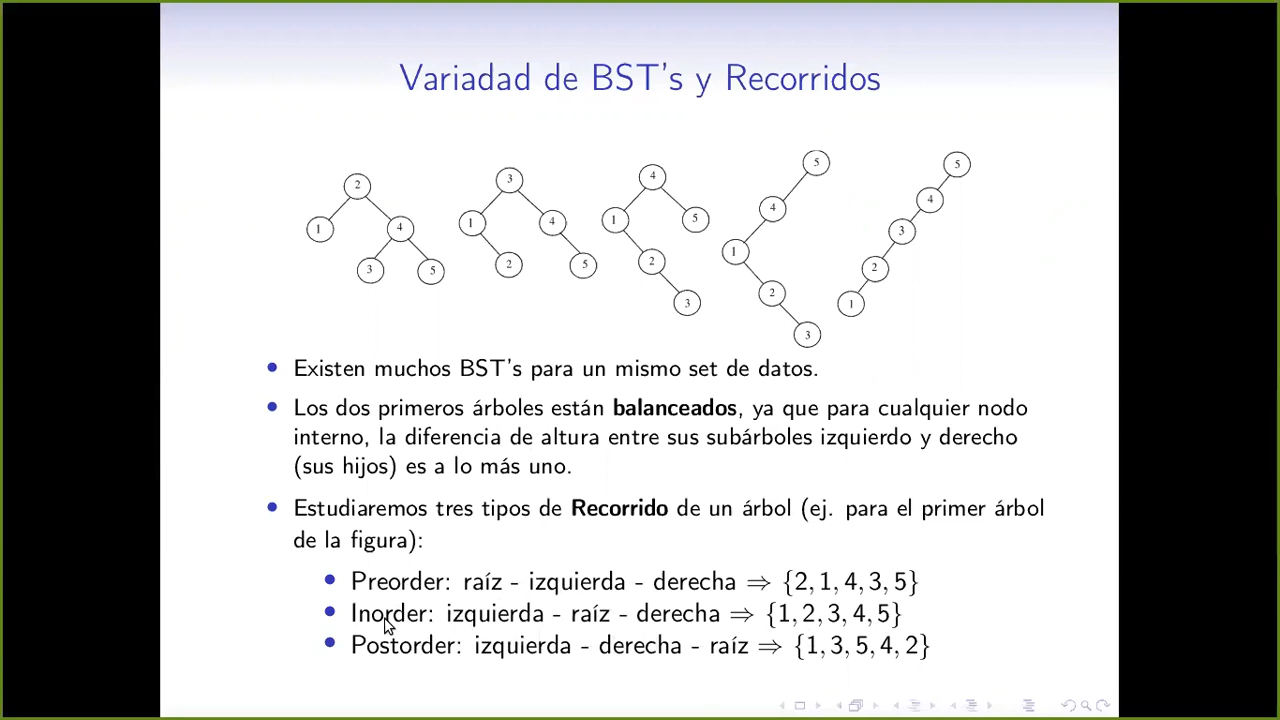 Variadad de BST's y Recorridos
2
1
4
3
5
3
1
4
2
5
4
1
5
2
3
5
4
1
2
3
5
4
3
2
1
• Existen muchos BST's para un mismo set de datos.
• Los dos primeros árboles están balanceados, ya que para cualquier nodo
interno, la diferencia de altura entre sus subárboles izquierdo y derecho
(sus hijos) es a lo más uno.
• Estudiaremos tres tipos de Recorrido de un árbol (ej. para el primer árbol
de la figura):
• Preorder: raíz - izquierda - derecha ⇒ {2, 1, 4, 3, 5}
• Inorder: izquierda - raíz - derecha ⇒ {1, 2, 3, 4, 5}
• Postorder: izquierda - derecha - raíz ⇒ {1, 3, 5, 4, 2}